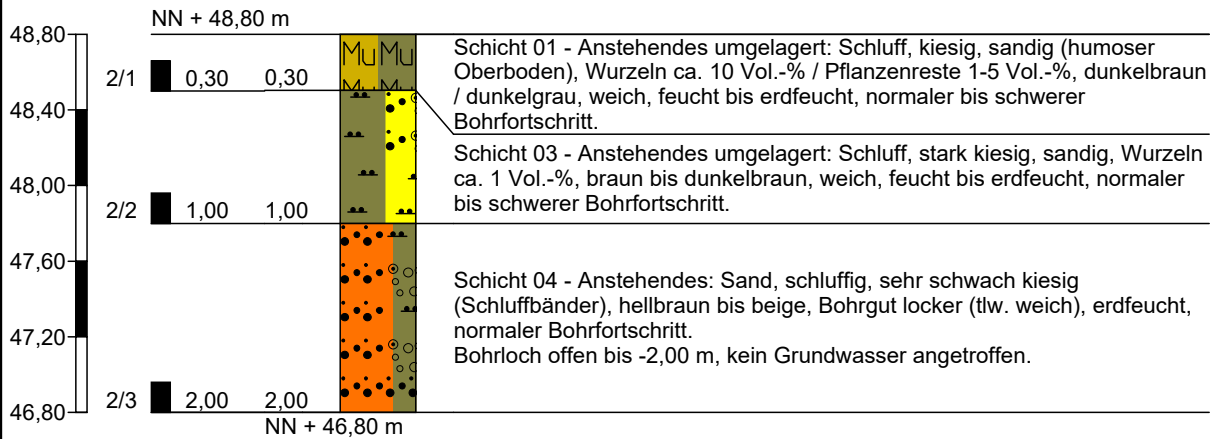 NN + 48,80 m
48,80
48,40
48,00
47,60
47,20
46,80
2/1 0,30 0,30
2/2 1,00 1,00
2/3 2,00 2,00
Mu Mu
Mu Mu
Schicht 01 - Anstehendes umgelagert: Schluff, kiesig, sandig (humoser
Oberboden), Wurzeln ca. 10 Vol.-% / Pflanzenreste 1-5 Vol.-%, dunkelbraun
/ dunkelgrau, weich, feucht bis erdfeucht, normaler bis schwerer
Bohrfortschritt.
Schicht 03 - Anstehendes umgelagert: Schluff, stark kiesig, sandig, Wurzeln
ca. 1 Vol.-%, braun bis dunkelbraun, weich, feucht bis erdfeucht, normaler
bis schwerer Bohrfortschritt.
Schicht 04 - Anstehendes: Sand, schluffig, sehr schwach kiesig
(Schluffbänder), hellbraun bis beige, Bohrgut locker (tlw. weich), erdfeucht,
normaler Bohrfortschritt.
Bohrloch offen bis -2,00 m, kein Grundwasser angetroffen.
NN + 46,80 m